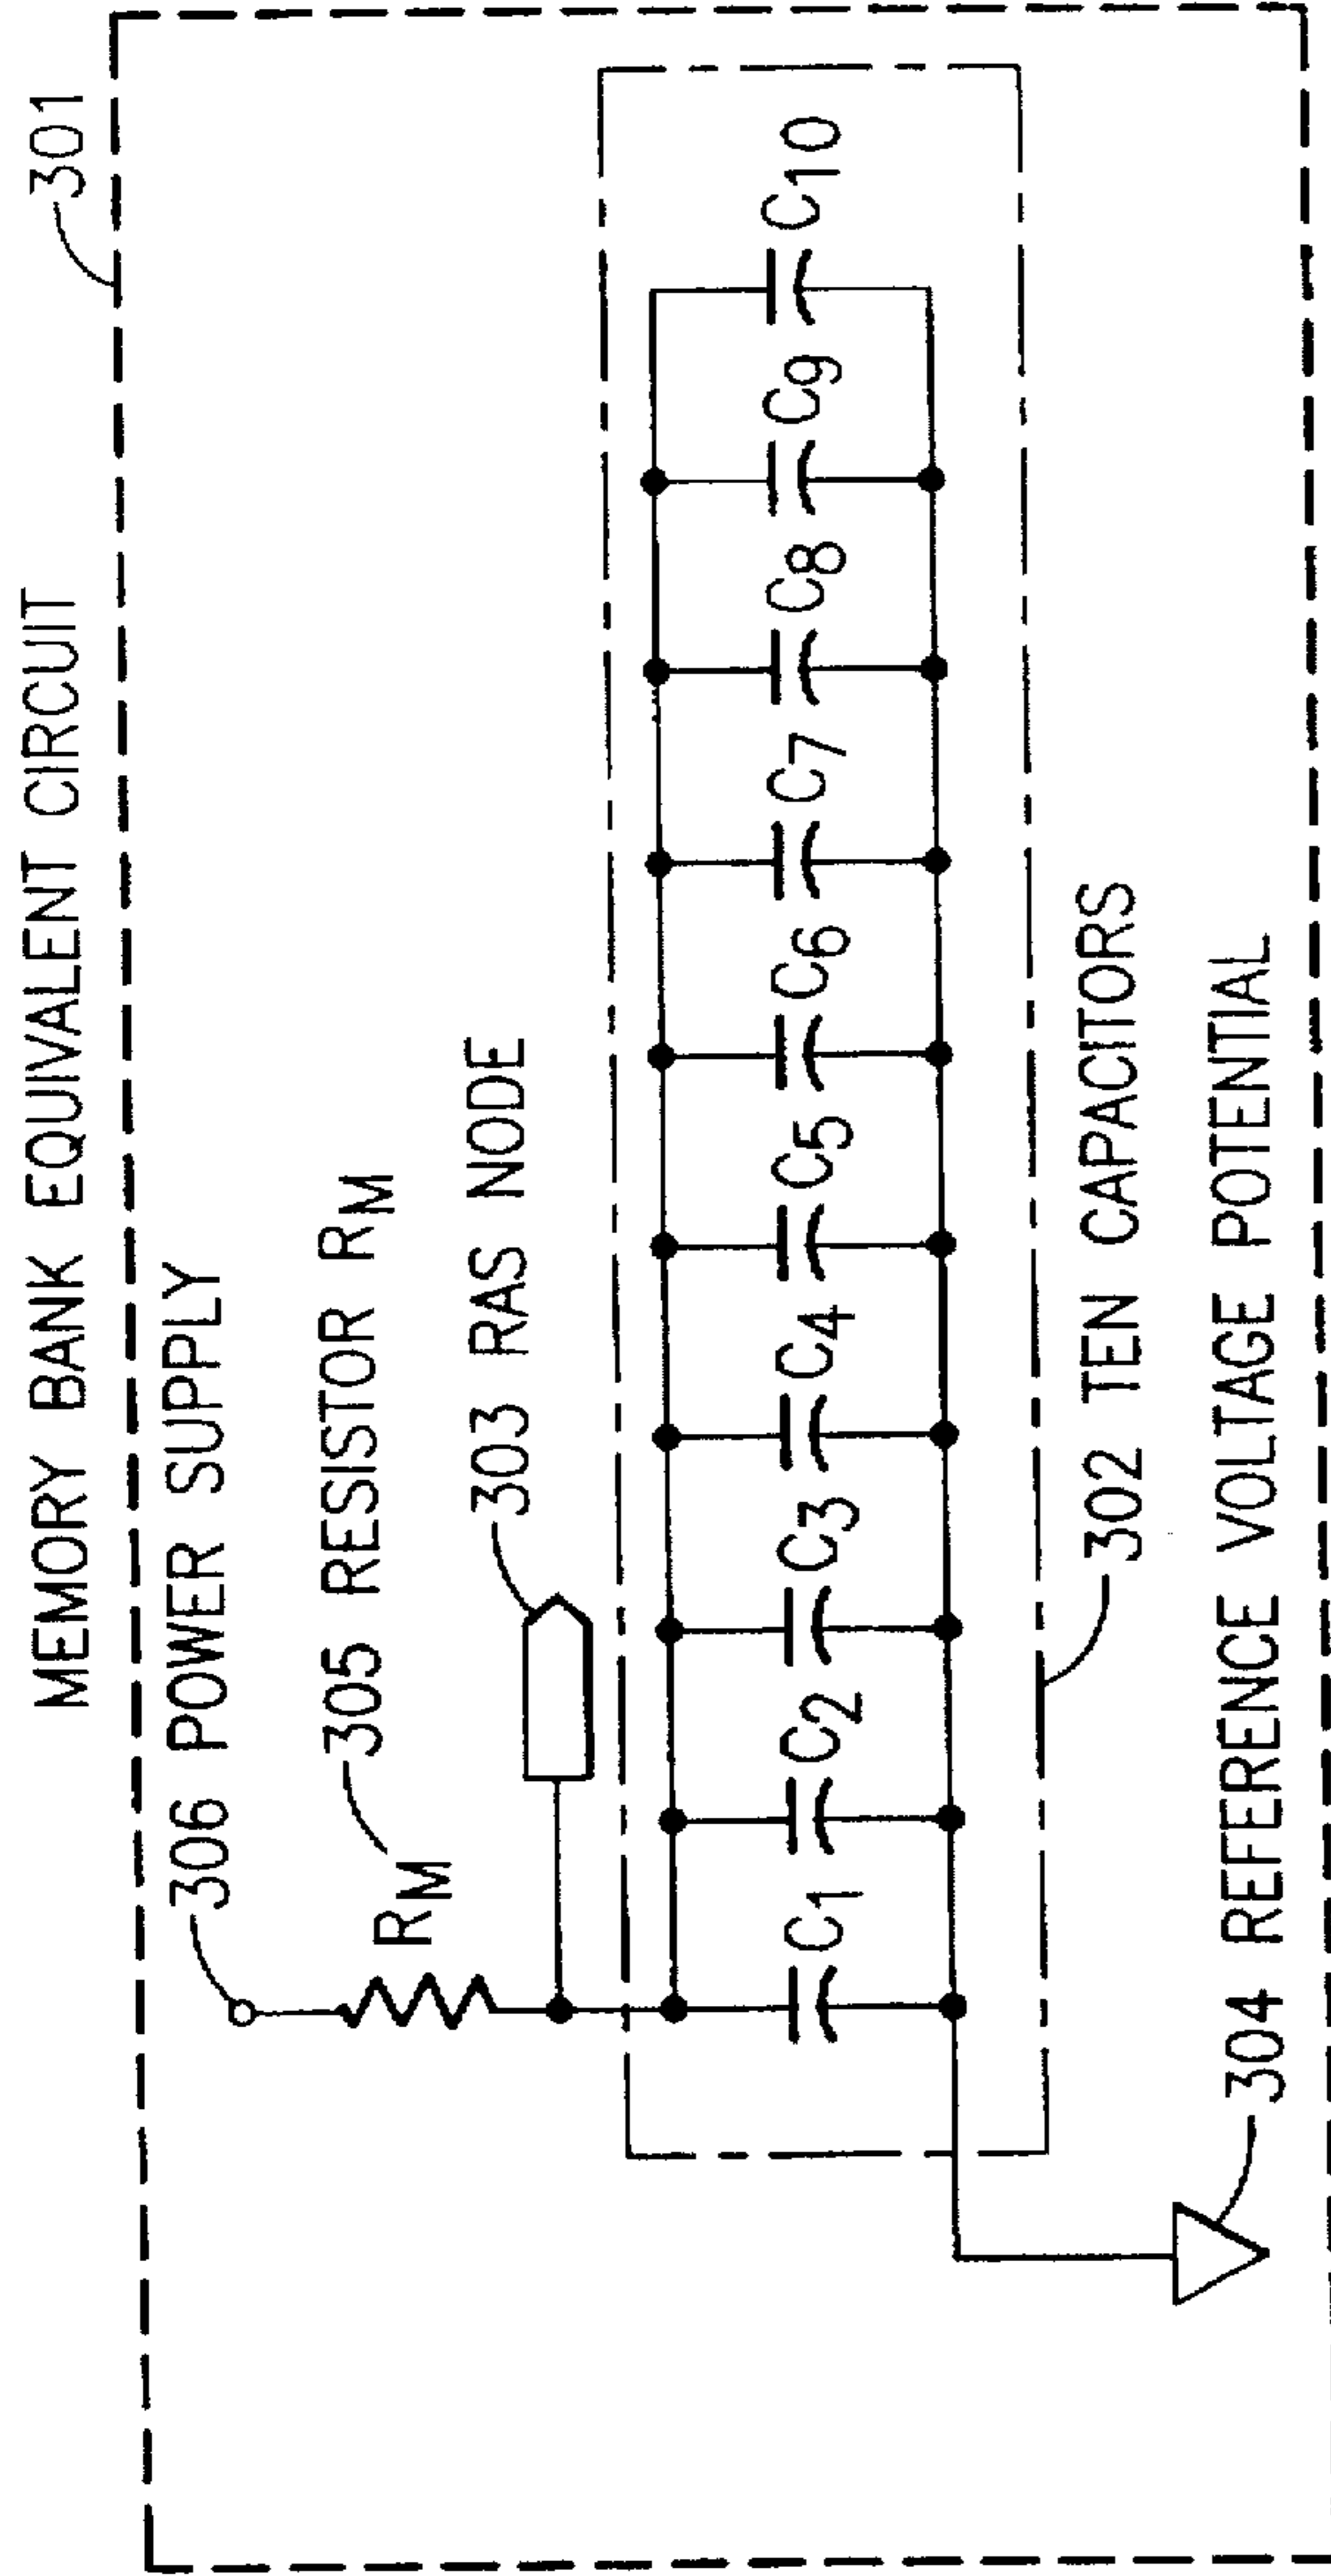 MEMORY BANK EQUIVALENT CIRCUIT
301
306 POWER SUPPLY
RM
305 RESISTOR RM
303 RAS NODE
C1 C2 C3 C4 C5 C6 C7 C8 C9 C10
302 TEN CAPACITORS
304 REFERENCE VOLTAGE POTENTIAL